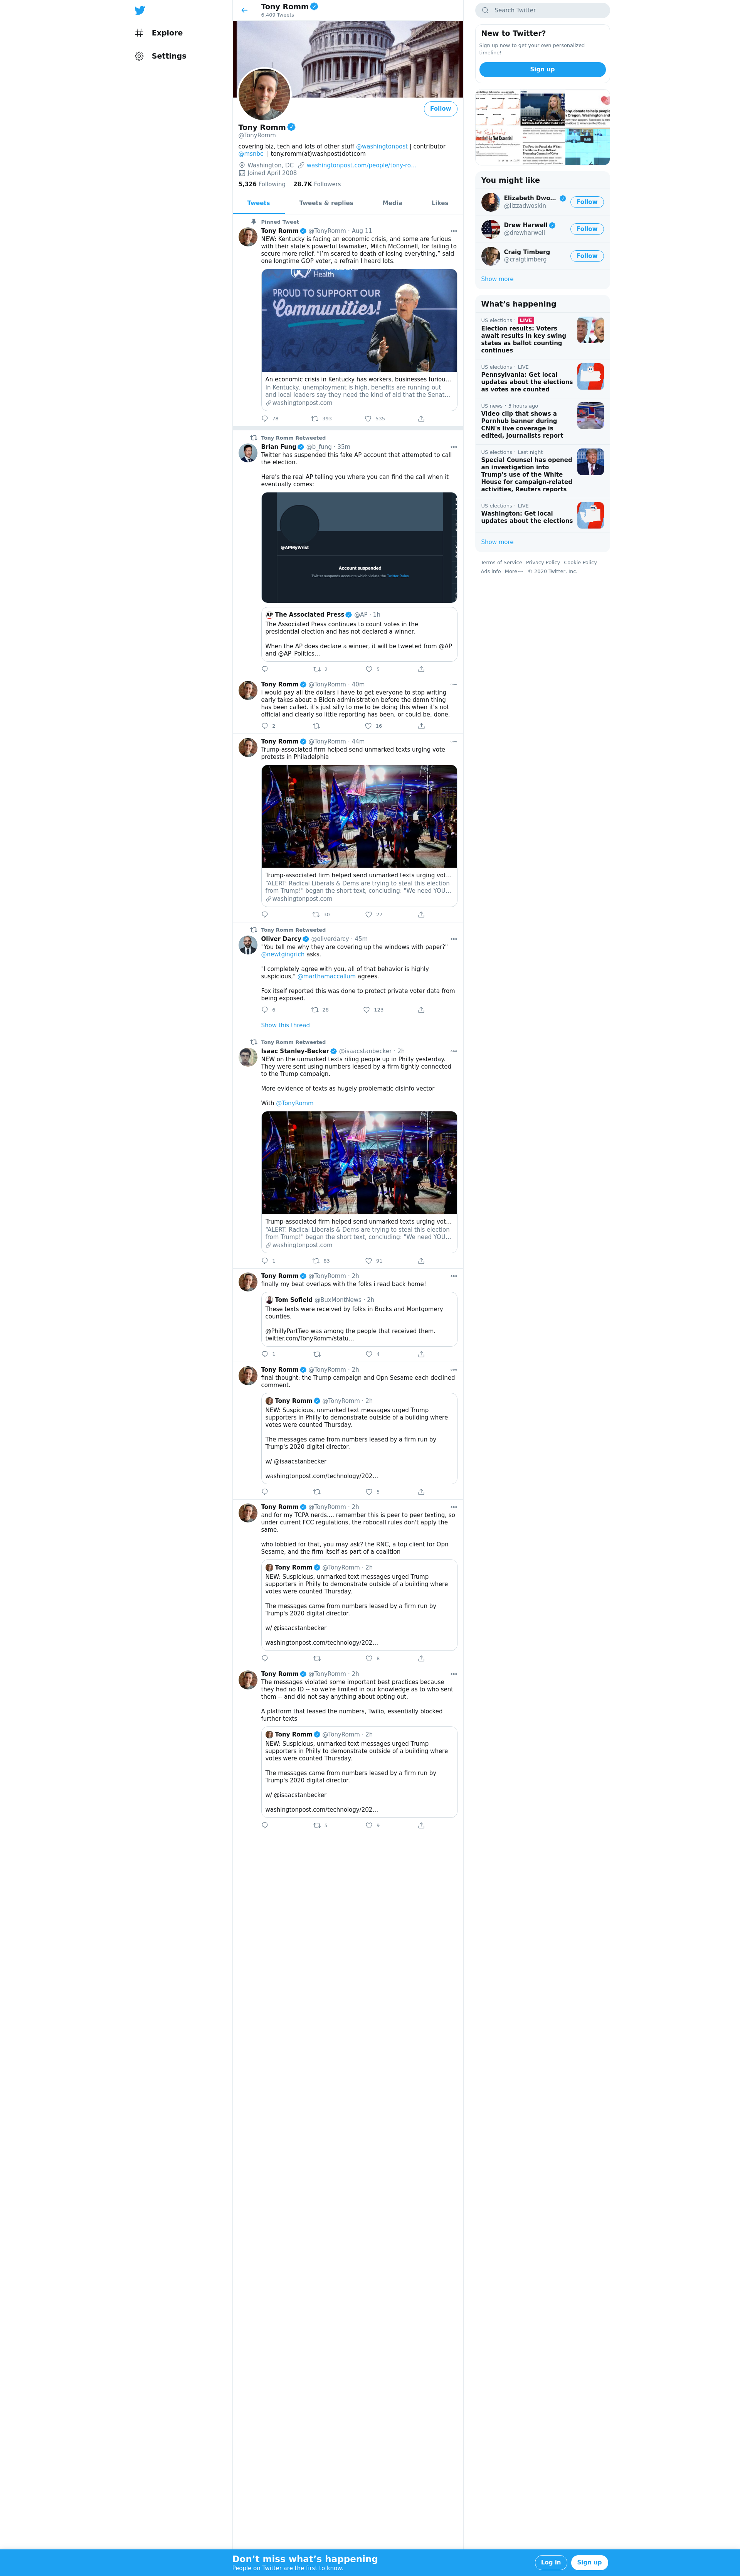 Explore
Settings
Tony Romm
6,409 Tweets
Follow
Tony Romm
@TonyRomm
covering biz, tech and lots of other stuff @washingtonpost | contributor
@msnbc | tony.romm(at)washpost(dot)com
Washington, DC washingtonpost.com/people/tony-ro…
Joined April 2008
5,326 Following 28.7K Followers
Tweets Tweets & replies Media Likes
Pinned Tweet
Tony Romm @TonyRomm · Aug 11
NEW: Kentucky is facing an economic crisis, and some are furious
with their state's powerful lawmaker, Mitch McConnell, for failing to
secure more relief. “I’m scared to death of losing everything,” said
one longtime GOP voter, a refrain I heard lots.
Health
PROUD TO SUPPORT OUR
Communities!
An economic crisis in Kentucky has workers, businesses furiou…
In Kentucky, unemployment is high, benefits are running out
and local leaders say they need the kind of aid that the Senat…
washingtonpost.com
78 393 535
Tony Romm Retweeted
Brian Fung @b_fung · 35m
Twitter has suspended this fake AP account that attempted to call
the election.
Here’s the real AP telling you where you can find the call when it
eventually comes:
@APMyWrist
Account suspended
Twitter suspends accounts which violate the Twitter Rules
The Associated Press @AP · 1h
The Associated Press continues to count votes in the
presidential election and has not declared a winner.
When the AP does declare a winner, it will be tweeted from @AP
and @AP_Politics…
2 5
Tony Romm @TonyRomm · 40m
i would pay all the dollars i have to get everyone to stop writing
early takes about a Biden administration before the damn thing
has been called. it's just silly to me to be doing this when it's not
official and clearly so little reporting has been, or could be, done.
2 16
Tony Romm @TonyRomm · 44m
Trump-associated firm helped send unmarked texts urging vote
protests in Philadelphia
Trump-associated firm helped send unmarked texts urging vot…
“ALERT: Radical Liberals & Dems are trying to steal this election
from Trump!” began the short text, concluding: “We need YOU…
washingtonpost.com
30 27
Tony Romm Retweeted
Oliver Darcy @oliverdarcy · 45m
"You tell me why they are covering up the windows with paper?"
@newtgingrich asks.
"I completely agree with you, all of that behavior is highly
suspicious," @marthamaccallum agrees.
Fox itself reported this was done to protect private voter data from
being exposed.
6 28 123
Show this thread
Tony Romm Retweeted
Isaac Stanley-Becker @isaacstanbecker · 2h
NEW on the unmarked texts riling people up in Philly yesterday.
They were sent using numbers leased by a firm tightly connected
to the Trump campaign.
More evidence of texts as hugely problematic disinfo vector
With @TonyRomm
Trump-associated firm helped send unmarked texts urging vot…
“ALERT: Radical Liberals & Dems are trying to steal this election
from Trump!” began the short text, concluding: “We need YOU…
washingtonpost.com
1 83 91
Tony Romm @TonyRomm · 2h
finally my beat overlaps with the folks i read back home!
Tom Sofield @BuxMontNews · 2h
These texts were received by folks in Bucks and Montgomery
counties.
@PhillyPartTwo was among the people that received them.
twitter.com/TonyRomm/statu…
1 4
Tony Romm @TonyRomm · 2h
final thought: the Trump campaign and Opn Sesame each declined
comment.
Tony Romm @TonyRomm · 2h
NEW: Suspicious, unmarked text messages urged Trump
supporters in Philly to demonstrate outside of a building where
votes were counted Thursday.
The messages came from numbers leased by a firm run by
Trump's 2020 digital director.
w/ @isaacstanbecker
washingtonpost.com/technology/202…
5
Tony Romm @TonyRomm · 2h
and for my TCPA nerds.... remember this is peer to peer texting, so
under current FCC regulations, the robocall rules don't apply the
same.
who lobbied for that, you may ask? the RNC, a top client for Opn
Sesame, and the firm itself as part of a coalition
Tony Romm @TonyRomm · 2h
NEW: Suspicious, unmarked text messages urged Trump
supporters in Philly to demonstrate outside of a building where
votes were counted Thursday.
The messages came from numbers leased by a firm run by
Trump's 2020 digital director.
w/ @isaacstanbecker
washingtonpost.com/technology/202…
8
Tony Romm @TonyRomm · 2h
The messages violated some important best practices because
they had no ID -- so we're limited in our knowledge as to who sent
them -- and did not say anything about opting out.
A platform that leased the numbers, Twilio, essentially blocked
further texts
Tony Romm @TonyRomm · 2h
NEW: Suspicious, unmarked text messages urged Trump
supporters in Philly to demonstrate outside of a building where
votes were counted Thursday.
The messages came from numbers leased by a firm run by
Trump's 2020 digital director.
w/ @isaacstanbecker
washingtonpost.com/technology/202…
5 9
Search Twitter
New to Twitter?
Sign up now to get your own personalized
timeline!
Sign up
You might like
Elizabeth Dwo…
@lizzadwoskin
Follow
Drew Harwell
@drewharwell
Follow
Craig Timberg
@craigtimberg
Follow
Show more
What’s happening
US elections · LIVE
Election results: Voters
await results in key swing
states as ballot counting
continues
US elections · LIVE
Pennsylvania: Get local
updates about the elections
as votes are counted
US news · 3 hours ago
Video clip that shows a
Pornhub banner during
CNN's live coverage is
edited, journalists report
US elections · Last night
Special Counsel has opened
an investigation into
Trump's use of the White
House for campaign-related
activities, Reuters reports
US elections · LIVE
Washington: Get local
updates about the elections
Show more
Terms of Service Privacy Policy Cookie Policy
Ads info More © 2020 Twitter, Inc.
Don’t miss what’s happening
People on Twitter are the first to know.
Log in
Sign up